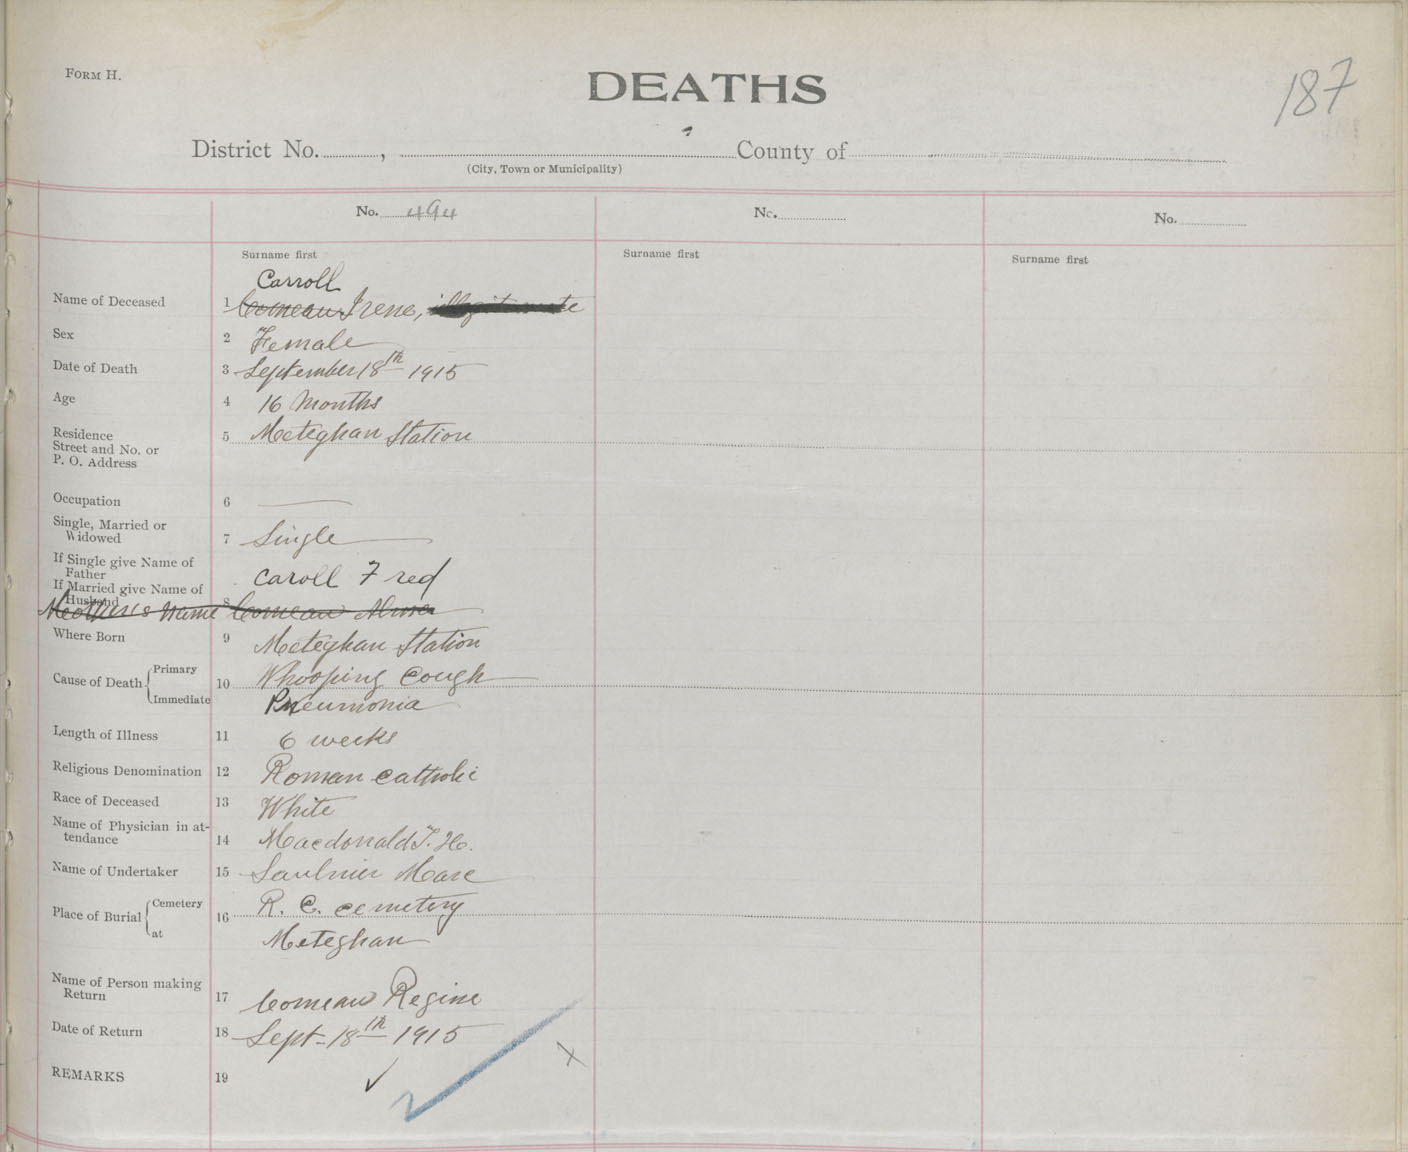 Form H.
DEATHS
187
District No. , County of
(City, Town or Municipality)
No. 494
No.
No.
Surname first
Surname first
Surname first
Carroll
Name of Deceased 1 Comeau Irene, illegitimate
Sex 2 Female
Date of Death 3 September 18th 1915
Age 4 16 Months
Residence
Street and No. or
P. O. Address
5 Meteghan Station
Occupation 6
Single, Married or
Widowed
7 Single
If Single give Name of
Father
Caroll Fred
If Married give Name of
Husband
8
Mother's Name Comeau
Where Born 9 Meteghan Station
Cause of Death Primary 10 Whooping Cough
Immediate Pneumonia
Length of Illness 11 6 weeks
Religious Denomination 12 Roman Catholic
Race of Deceased 13 White
Name of Physician in at-
tendance
14 Macdonald T. H.
Name of Undertaker 15 Saulnier Marc
Place of Burial Cemetery 16 R. C. cemetery
at Meteghan
Name of Person making
Return
17 Comeau Regine
Date of Return 18 Sept 18th 1915
REMARKS 19